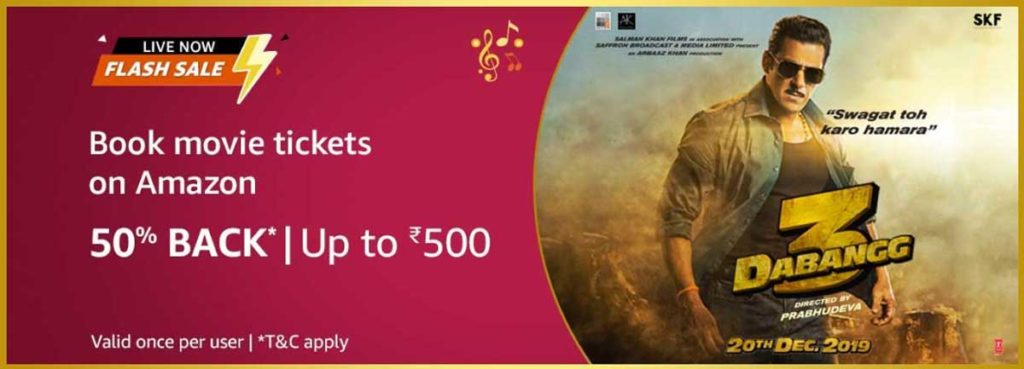 LIVE NOW
FLASH SALE
Book movie tickets
on Amazon
50% BACK* | Up to ₹500
Valid once per user | *T&C apply
AK
SKF
SALMAN KHAN FILMS IN ASSOCIATION WITH
SAFFRON BROADCAST & MEDIA LIMITED PRESENT
AN ARBAAZ KHAN PRODUCTION
"Swagat toh
karo hamara"
3
DABANGG
DIRECTED BY
PRABHUDEVA
20TH DEC. 2019